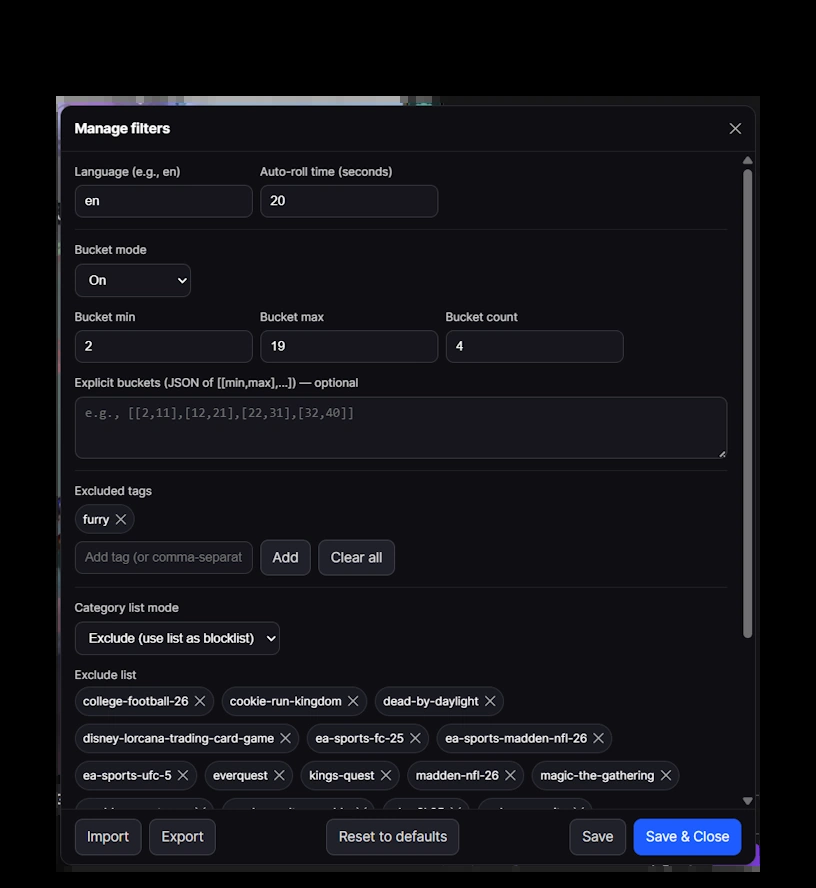 Manage filters
Language (e.g., en) Auto-roll time (seconds)
en 20
Bucket mode
On
Bucket min Bucket max Bucket count
2 19 4
Explicit buckets (JSON of [[min,max],...]) — optional
e.g., [[2,11],[12,21],[22,31],[32,40]]
Excluded tags
furry
Add tag (or comma-separat Add Clear all
Category list mode
Exclude (use list as blocklist)
Exclude list
college-football-26 cookie-run-kingdom dead-by-daylight
disney-lorcana-trading-card-game ea-sports-fc-25 ea-sports-madden-nfl-26
ea-sports-ufc-5 everquest kings-quest madden-nfl-26 magic-the-gathering
Import Export Reset to defaults Save Save & Close